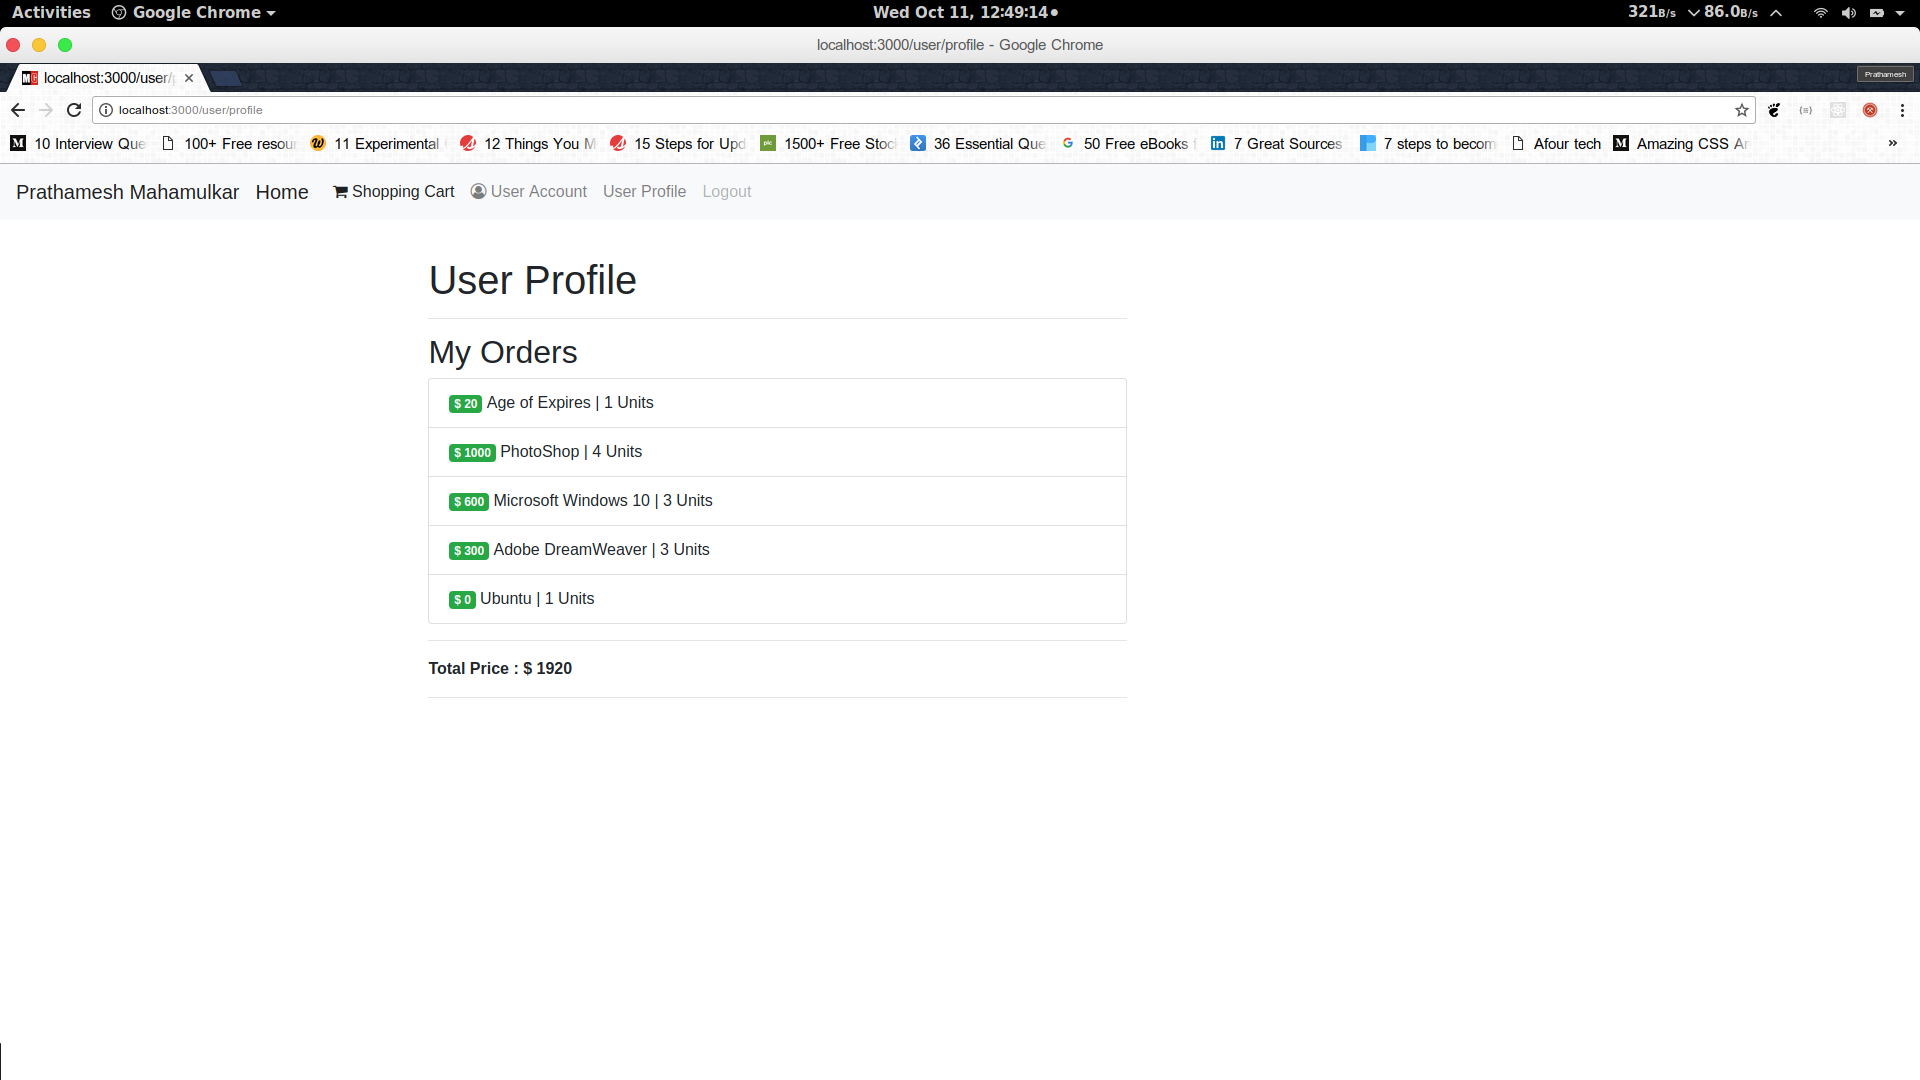 Activities Google Chrome Wed Oct 11, 12:49:14 321B/s 86.0B/s
localhost:3000/user/profile - Google Chrome
localhost:3000/user/ Prathamesh
localhost:3000/user/profile
10 Interview Que 100+ Free resour 11 Experimental 12 Things You M 15 Steps for Upd 1500+ Free Stoc 36 Essential Que 50 Free eBooks f 7 Great Sources 7 steps to becom Afour tech Amazing CSS An »
Prathamesh Mahamulkar Home Shopping Cart User Account User Profile Logout
User Profile
My Orders
$ 20 Age of Expires | 1 Units
$ 1000 PhotoShop | 4 Units
$ 600 Microsoft Windows 10 | 3 Units
$ 300 Adobe DreamWeaver | 3 Units
$ 0 Ubuntu | 1 Units
Total Price : $ 1920